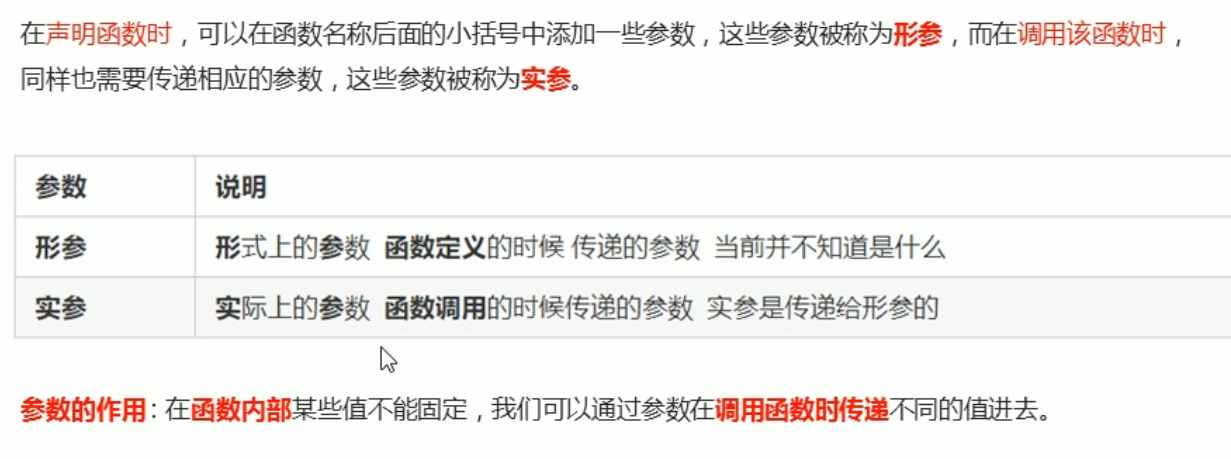 在声明函数时，可以在函数名称后面的小括号中添加一些参数，这些参数被称为形参，而在调用该函数时，
同样也需要传递相应的参数，这些参数被称为实参。
参数 说明
形参 形式上的参数 函数定义的时候 传递的参数 当前并不知道是什么
实参 实际上的参数 函数调用的时候传递的参数 实参是传递给形参的
参数的作用 : 在函数内部某些值不能固定，我们可以通过参数在调用函数时传递不同的值进去。